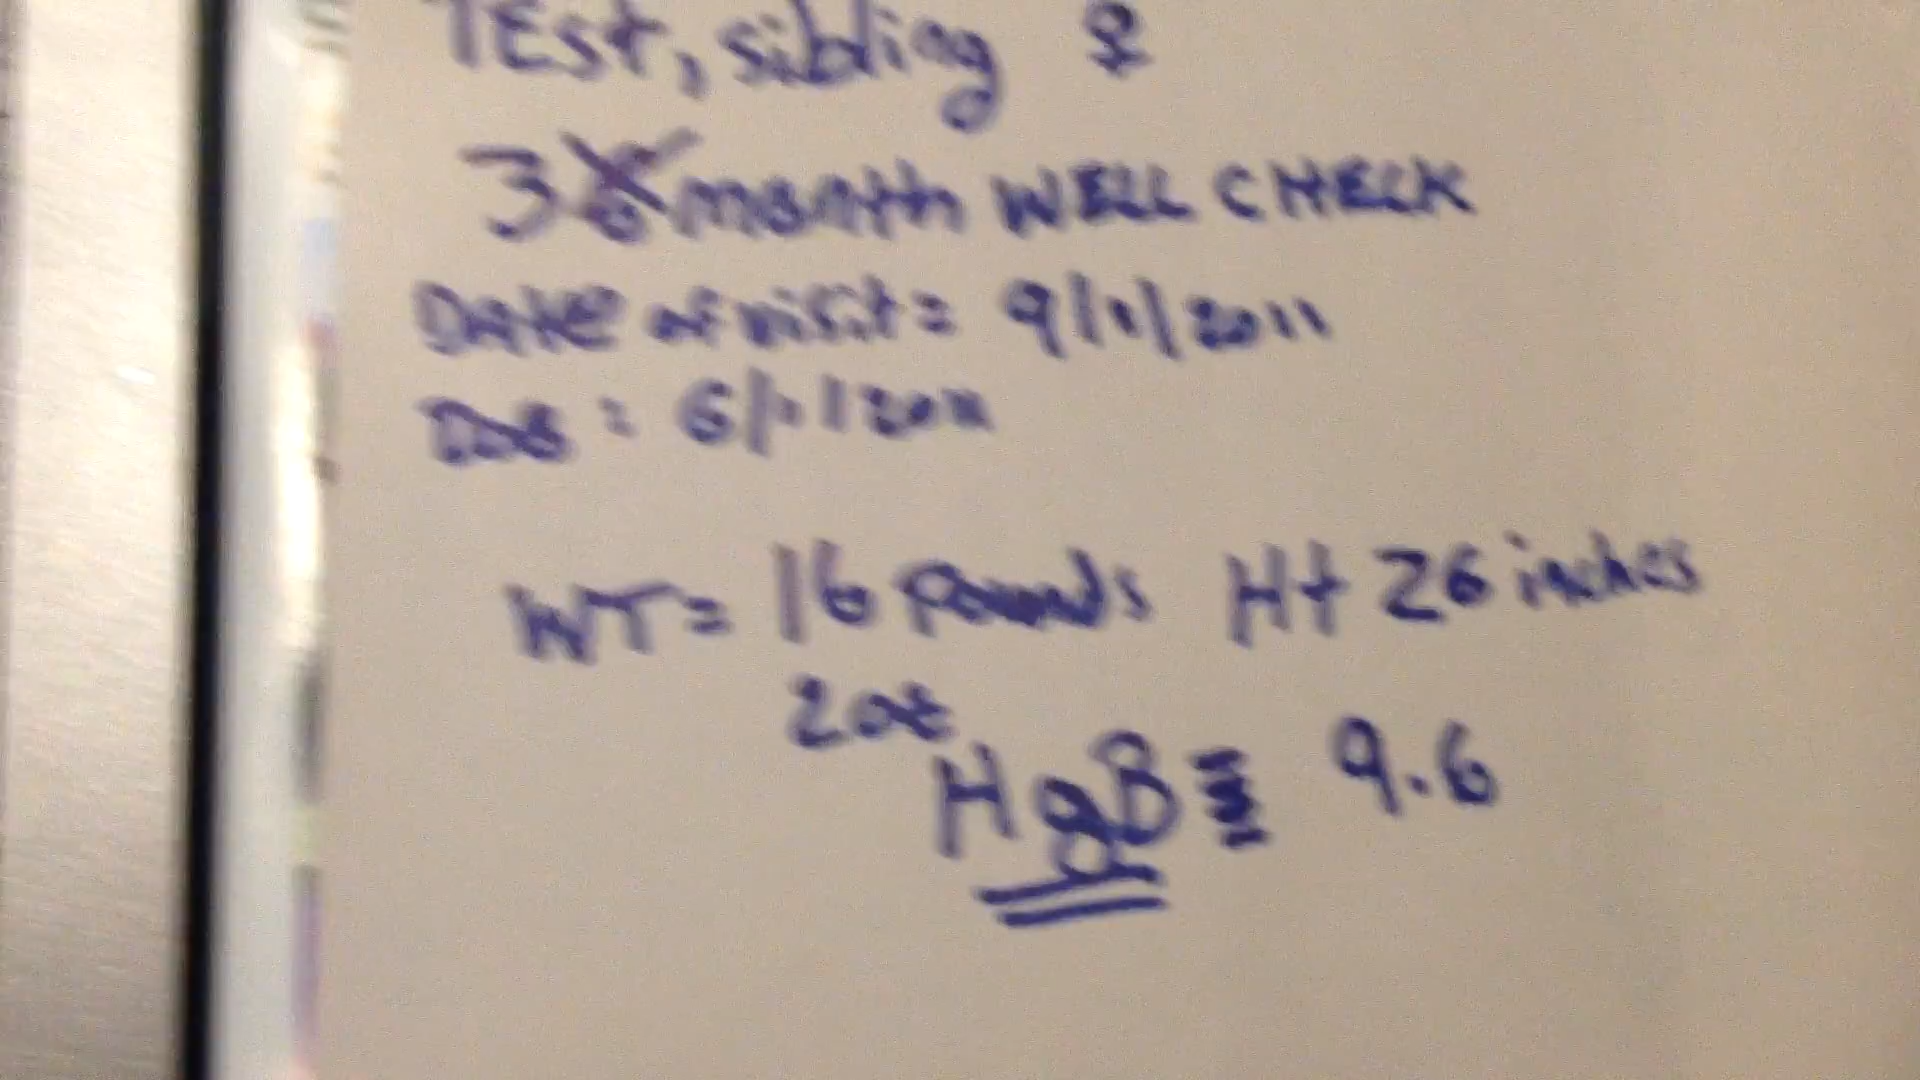 TEst, sibling ♀
3 month WELL CHECK
Date of visit = 9/1/2011
DOB: 6/1/2011
WT = 16 Pounds Ht 26 inches
2oz
HgB = 9.6